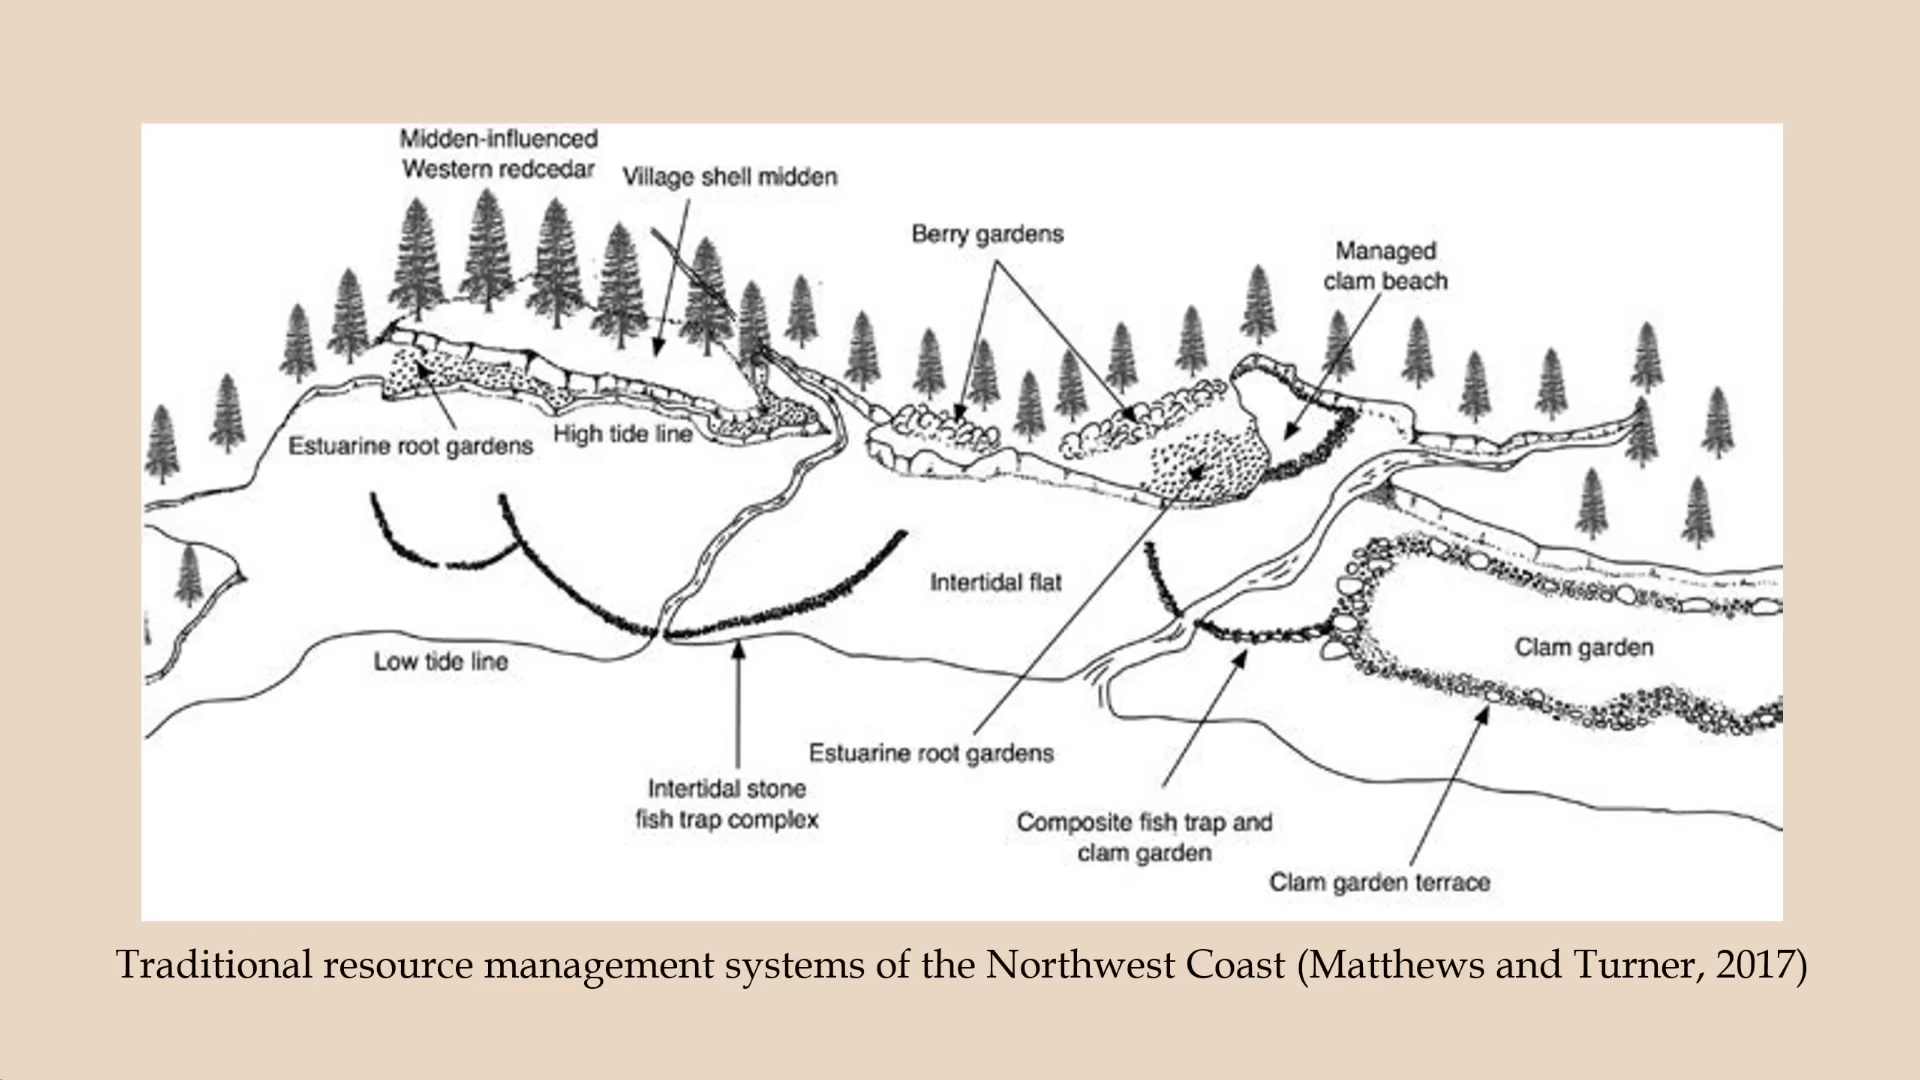 Midden-influenced
Western redcedar
Village shell midden
Berry gardens
Managed
clam beach
Estuarine root gardens
High tide line
Intertidal flat
Clam garden
Low tide line
Estuarine root gardens
Intertidal stone
fish trap complex
Composite fish trap and
clam garden
Clam garden terrace
Traditional resource management systems of the Northwest Coast (Matthews and Turner, 2017)